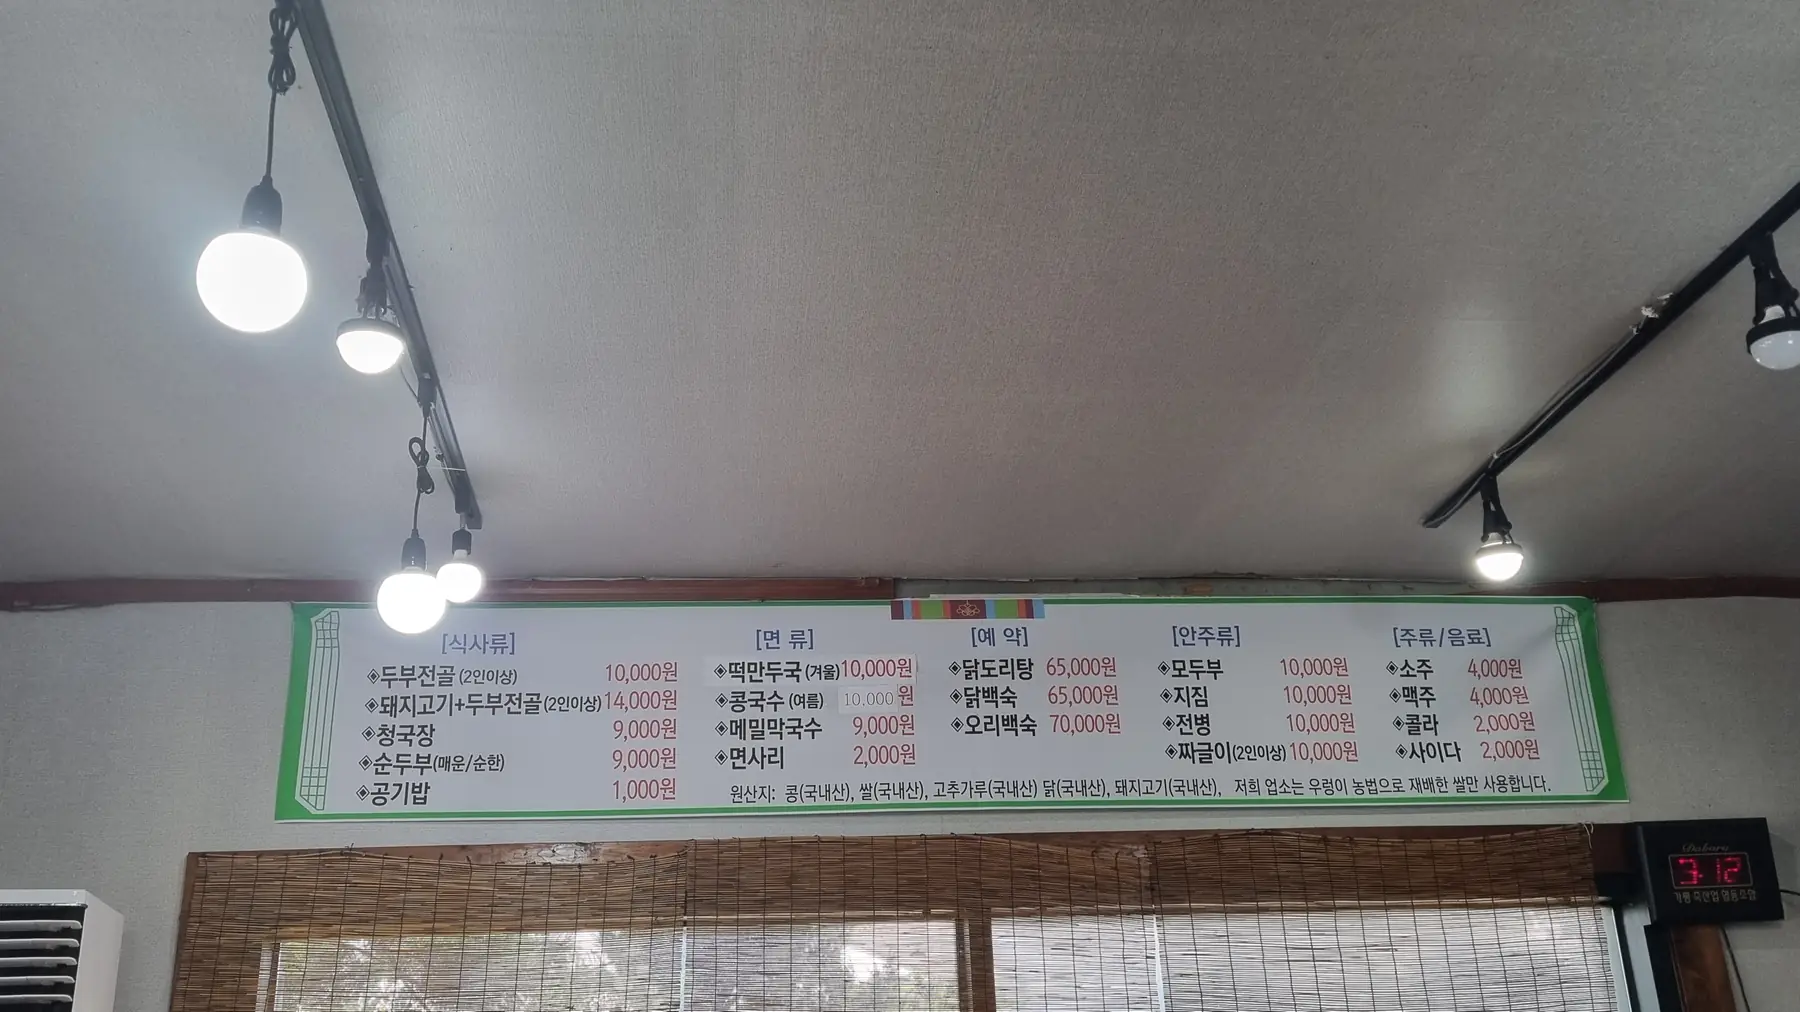 [식사류]
◈두부전골 (2인이상) 10,000원
◈돼지고기+두부전골(2인이상) 14,000원
◈청국장 9,000원
◈순두부(매운/순한) 9,000원
◈공기밥 1,000원
[면 류]
◈떡만두국 (겨울) 10,000원
◈콩국수 (여름) 10.000 원
◈메밀막국수 9,000원
◈면사리 2,000원
[예 약]
◈닭도리탕 65,000원
◈닭백숙 65,000원
◈오리백숙 70,000원
[안주류]
◈모두부 10,000원
◈지짐 10,000원
◈전병 10,000원
◈짜글이(2인이상) 10,000원
[주류/음료]
◈소주 4,000원
◈맥주 4,000원
◈콜라 2,000원
◈사이다 2,000원
원산지: 콩(국내산), 쌀(국내산), 고추가루(국내산) 닭(국내산), 돼지고기(국내산), 저희 업소는 우렁이 농법으로 재배한 쌀만 사용합니다.
3:12